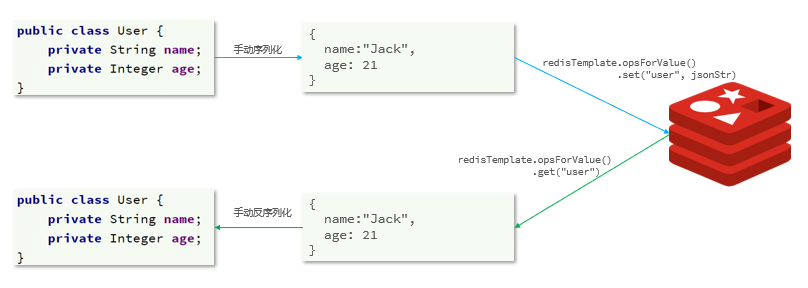 public class User {
    private String name;
    private Integer age;
}
手动序列化
{
  name:"Jack",
  age: 21
}
redisTemplate.opsForValue()
.set("user", jsonStr)
redisTemplate.opsForValue()
.get("user")
public class User {
    private String name;
    private Integer age;
}
手动反序列化
{
  name:"Jack",
  age: 21
}